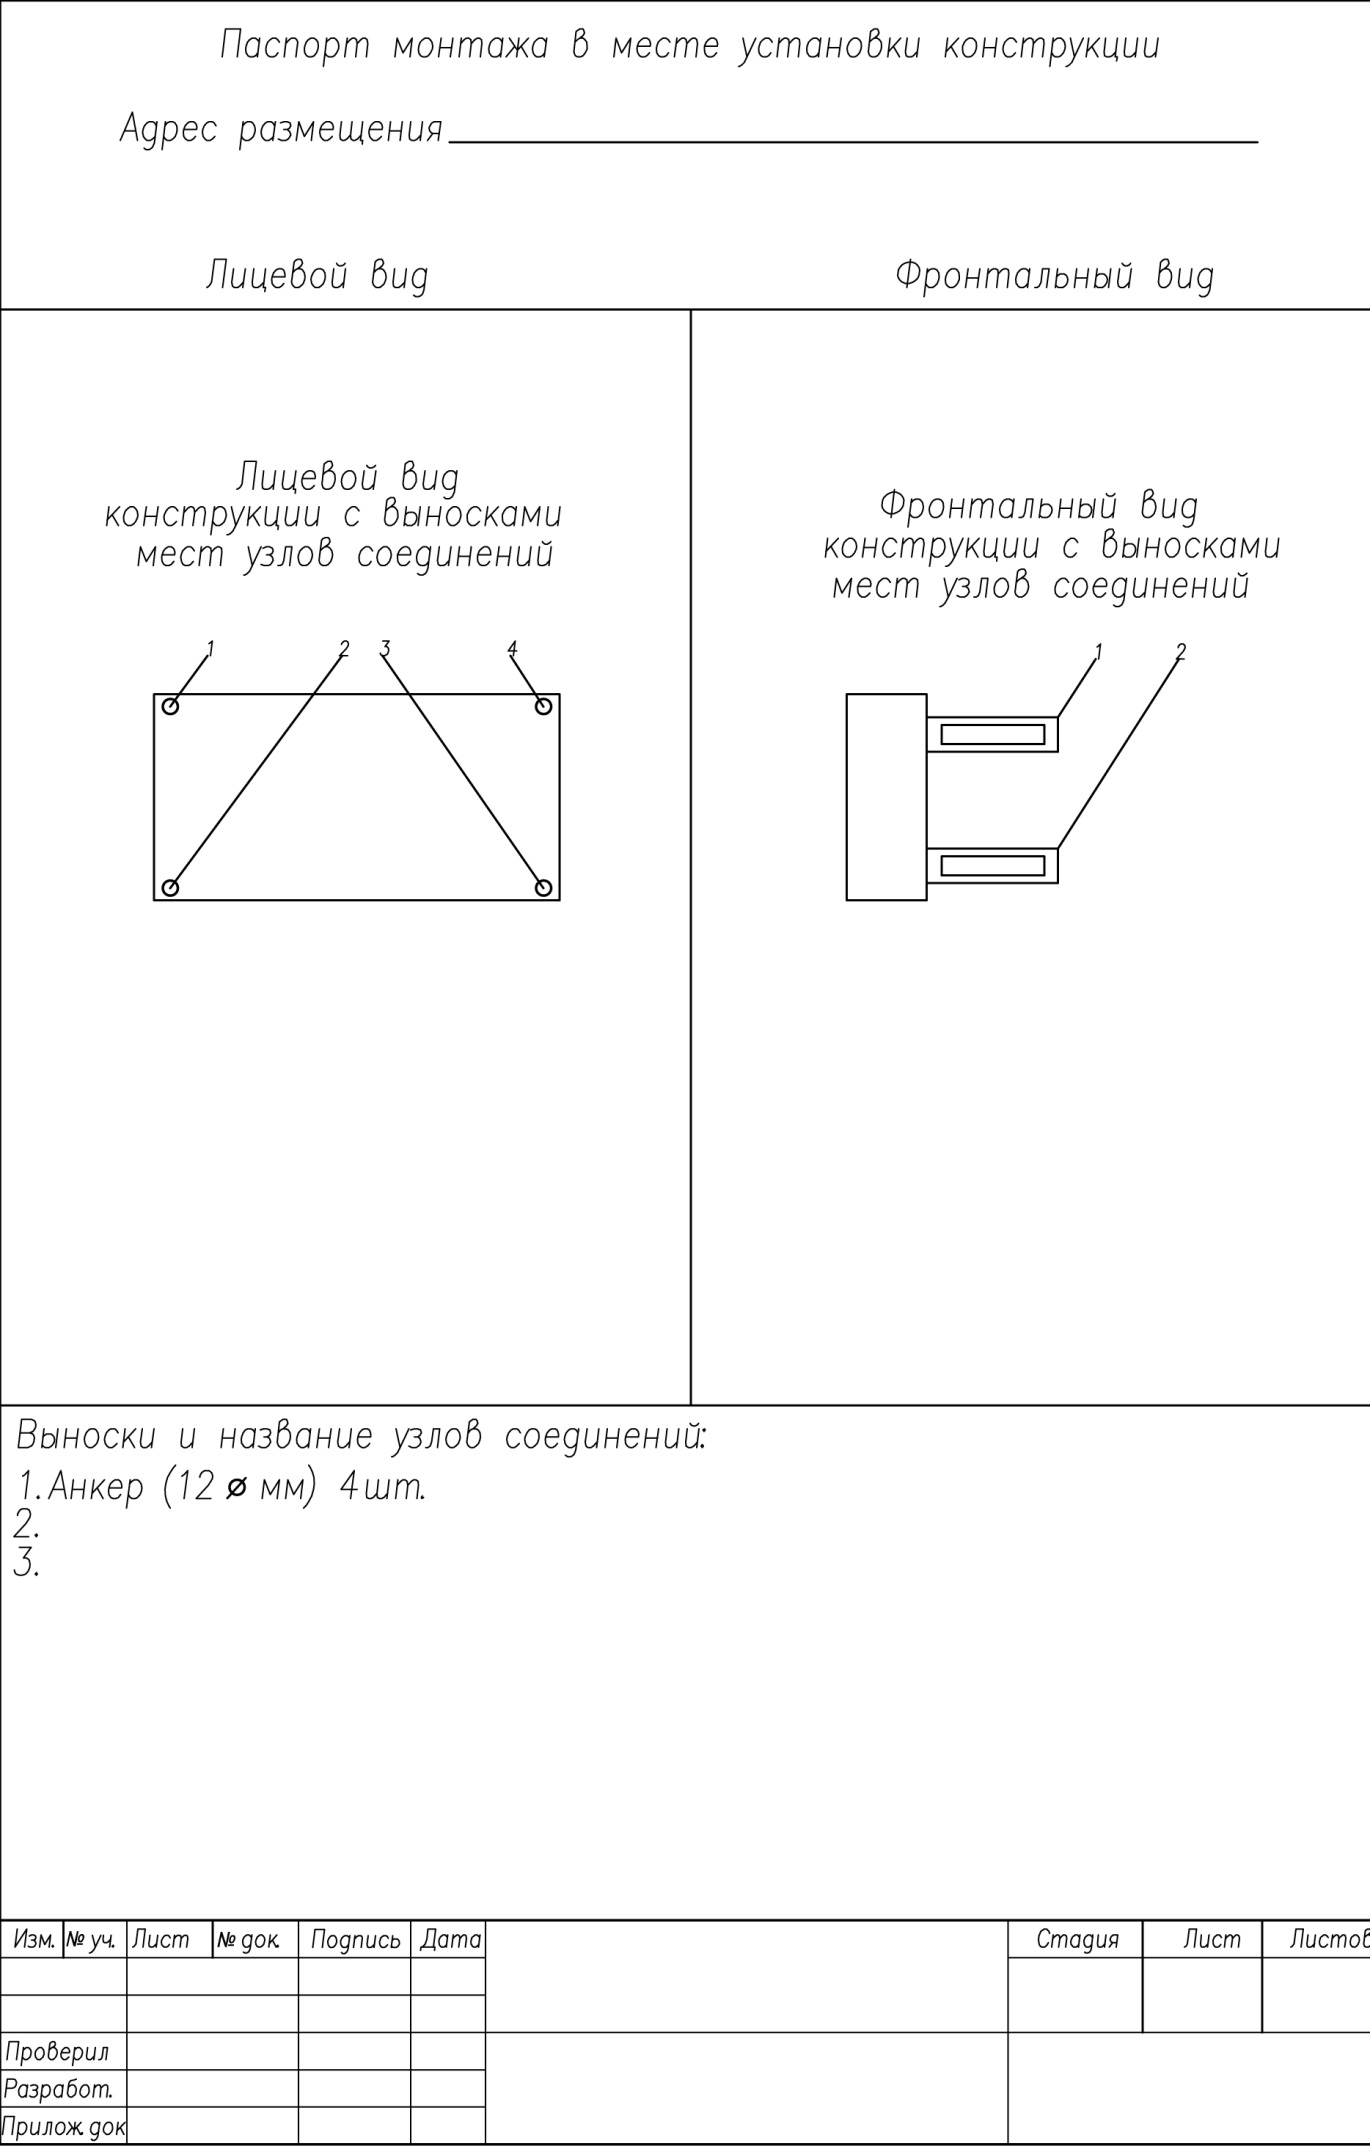 Паспорт монтажа в месте установки конструкции
Адрес размещения
Лицевой вид
Фронтальный вид
Лицевой вид
конструкции с выносками
мест узлов соединений
Фронтальный вид
конструкции с выносками
мест узлов соединений
1 2 3 4
1 2
Выноски и название узлов соединений:
1. Анкер (12 ⌀ мм) 4шт.
2.
3.
Изм. № уч. Лист № док. Подпись Дата
Стадия Лист Листов
Проверил
Разработ.
Прилож.док